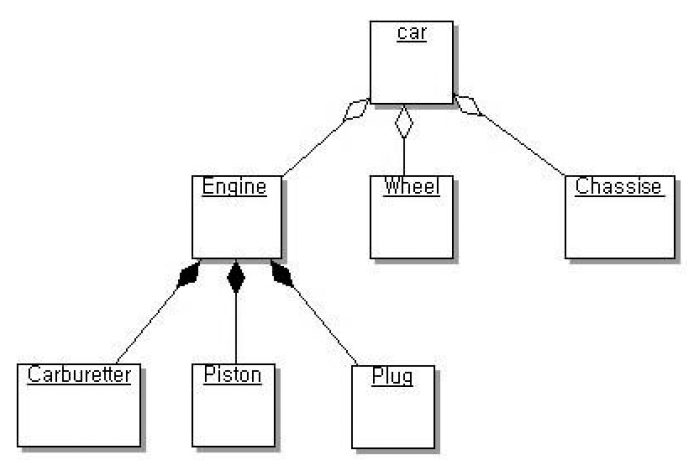 car
Engine
Wheel
Chassise
Carburetter
Piston
Plug